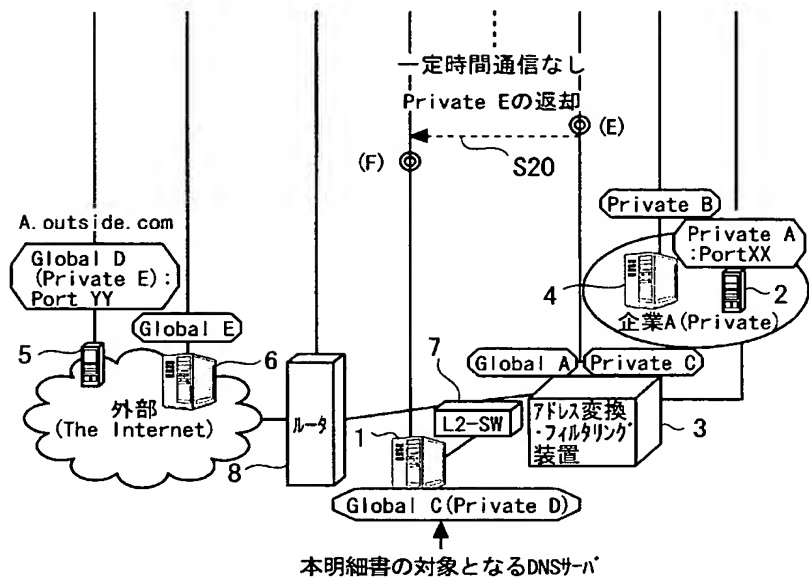 一定時間通信なし
Private Eの返却
(E)
(F)
S20
A.outside.com
Global D
(Private E):
Port YY
Private B
Private A
:PortXX
4
2
企業A(Private)
Global E
5
6
Global A
Private C
7
外部
(The Internet)
ルータ
1
L2-SW
アドレス変換
・フィルタリング
装置
3
8
Global C(Private D)
本明細書の対象となるDNSサーバ